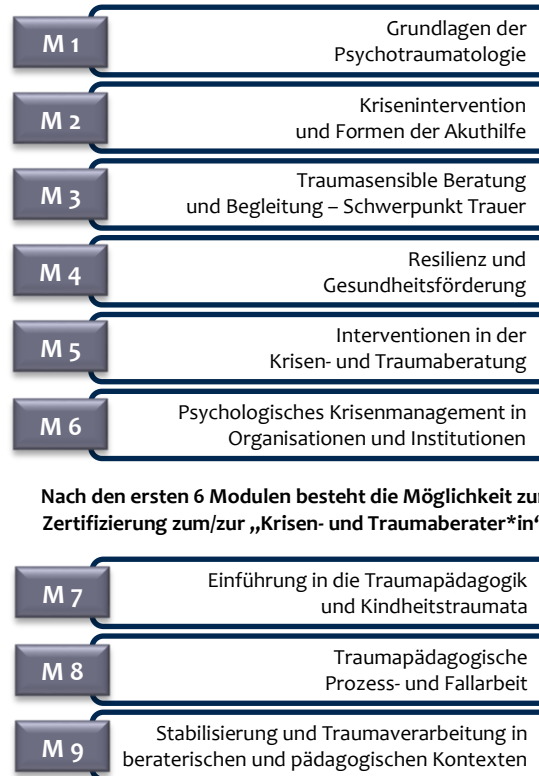 M 1
Grundlagen der
Psychotraumatologie
M 2
Krisenintervention
und Formen der Akuthilfe
M 3
Traumasensible Beratung
und Begleitung – Schwerpunkt Trauer
M 4
Resilienz und
Gesundheitsförderung
M 5
Interventionen in der
Krisen- und Traumaberatung
M 6
Psychologisches Krisenmanagement in
Organisationen und Institutionen
Nach den ersten 6 Modulen besteht die Möglichkeit zur
Zertifizierung zum/zur „Krisen- und Traumaberater*in“
M 7
Einführung in die Traumapädagogik
und Kindheitstraumata
M 8
Traumapädagogische
Prozess- und Fallarbeit
M 9
Stabilisierung und Traumaverarbeitung in
beraterischen und pädagogischen Kontexten